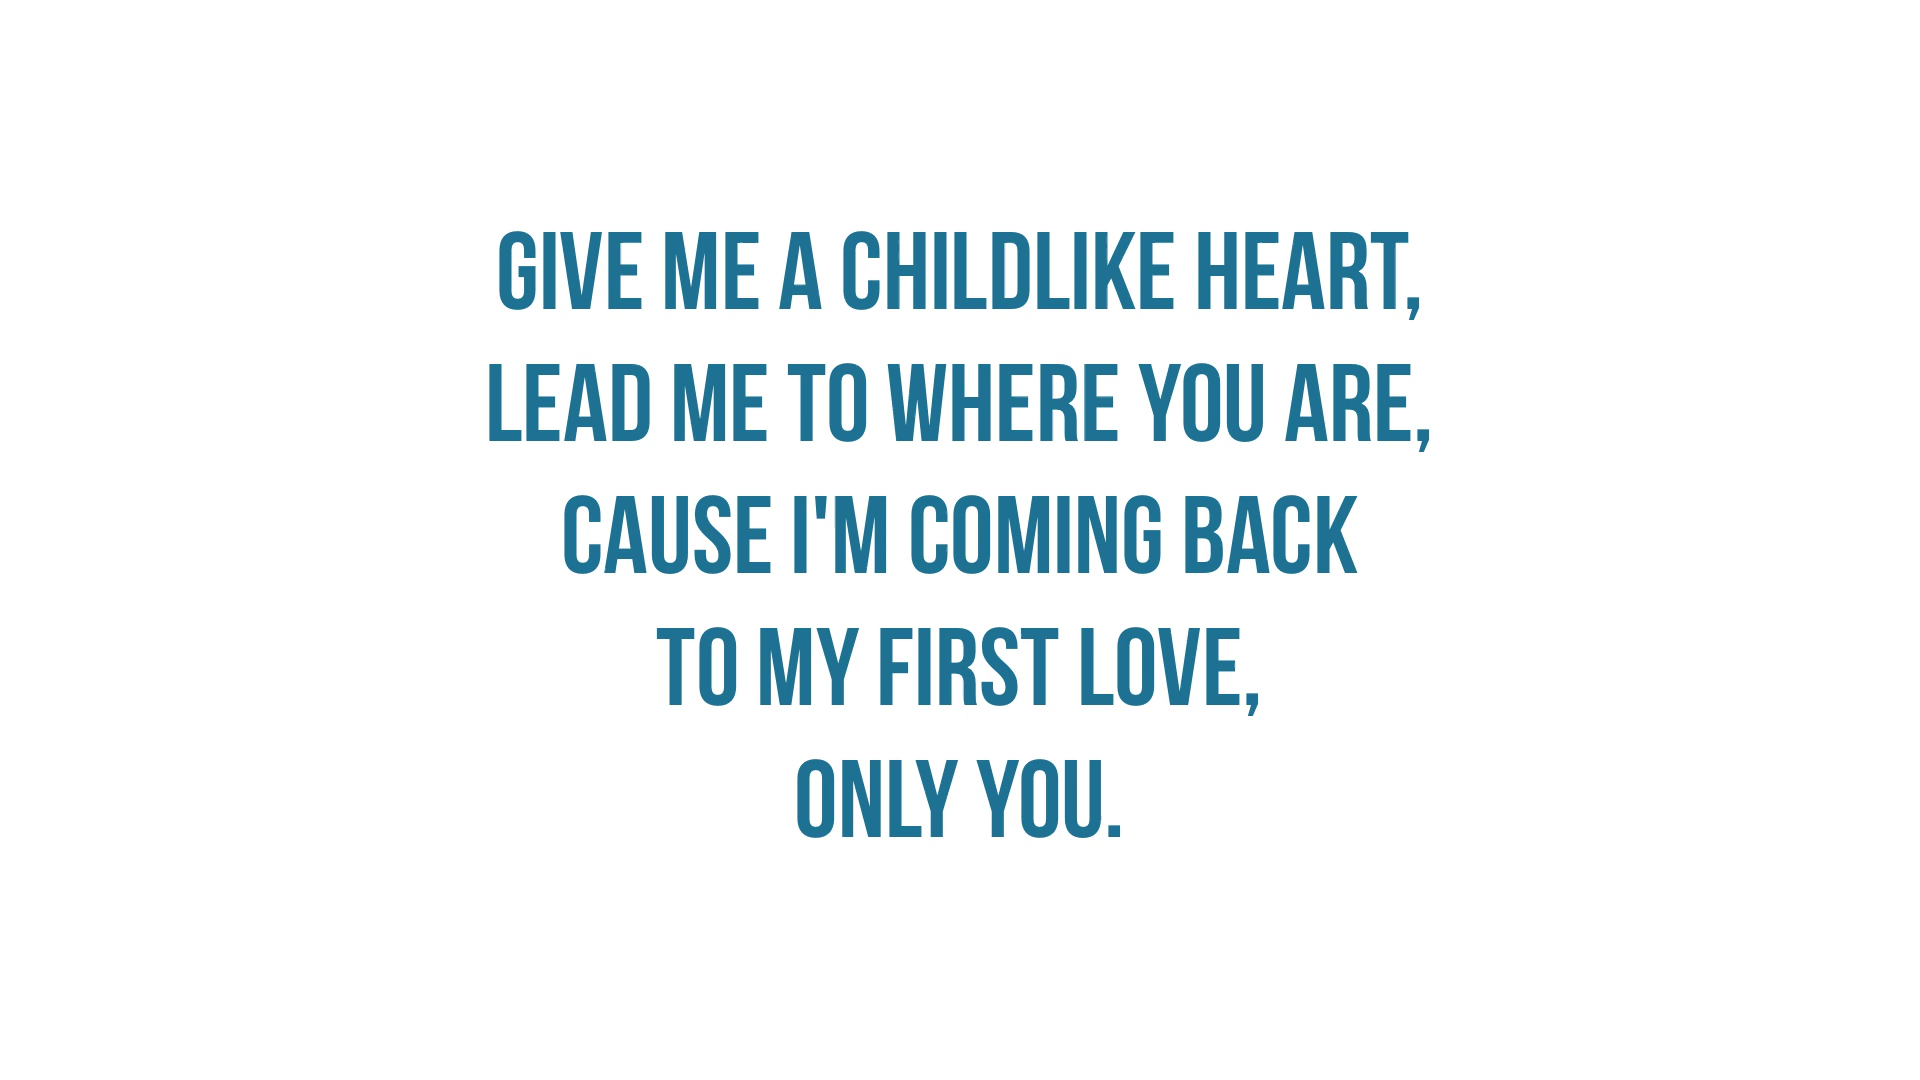 GIVE ME A CHILDLIKE HEART,
LEAD ME TO WHERE YOU ARE,
CAUSE I'M COMING BACK
TO MY FIRST LOVE,
ONLY YOU.